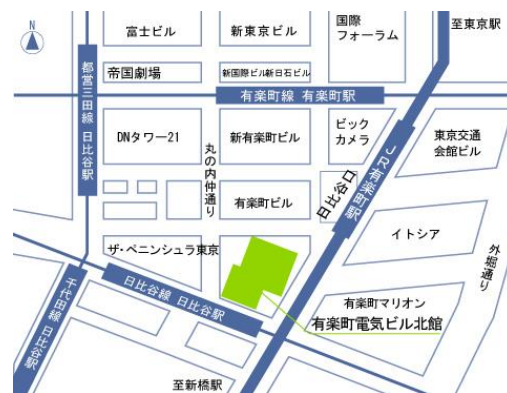 N
富士ビル
新東京ビル
国際
フォーラム
至東京駅
都営三田線 日比谷駅
帝国劇場
新国際ビル新日石ビル
有楽町線 有楽町駅
DNタワー21
丸の内仲通り
新有楽町ビル
ビック
カメラ
JR有楽町駅
東京交通
会館ビル
日比谷口
有楽町ビル
イトシア
外堀通り
ザ・ペニンシュラ東京
千代田線 日比谷駅
日比谷線 日比谷駅
有楽町マリオン
有楽町電気ビル北館
至新橋駅